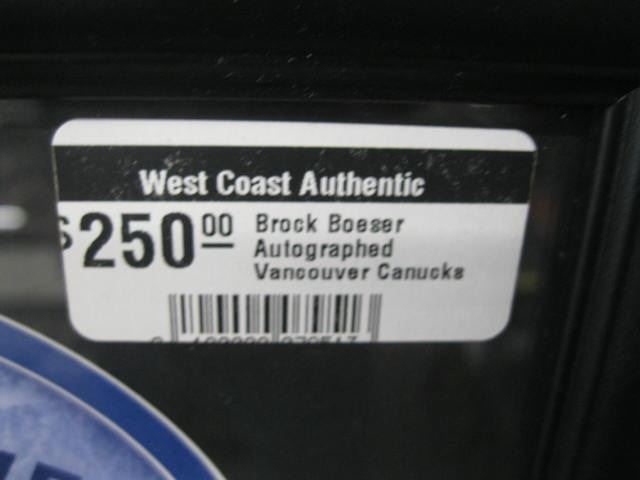 West Coast Authentic
$250 00 Brock Boeser
Autographed
Vancouver Canucks